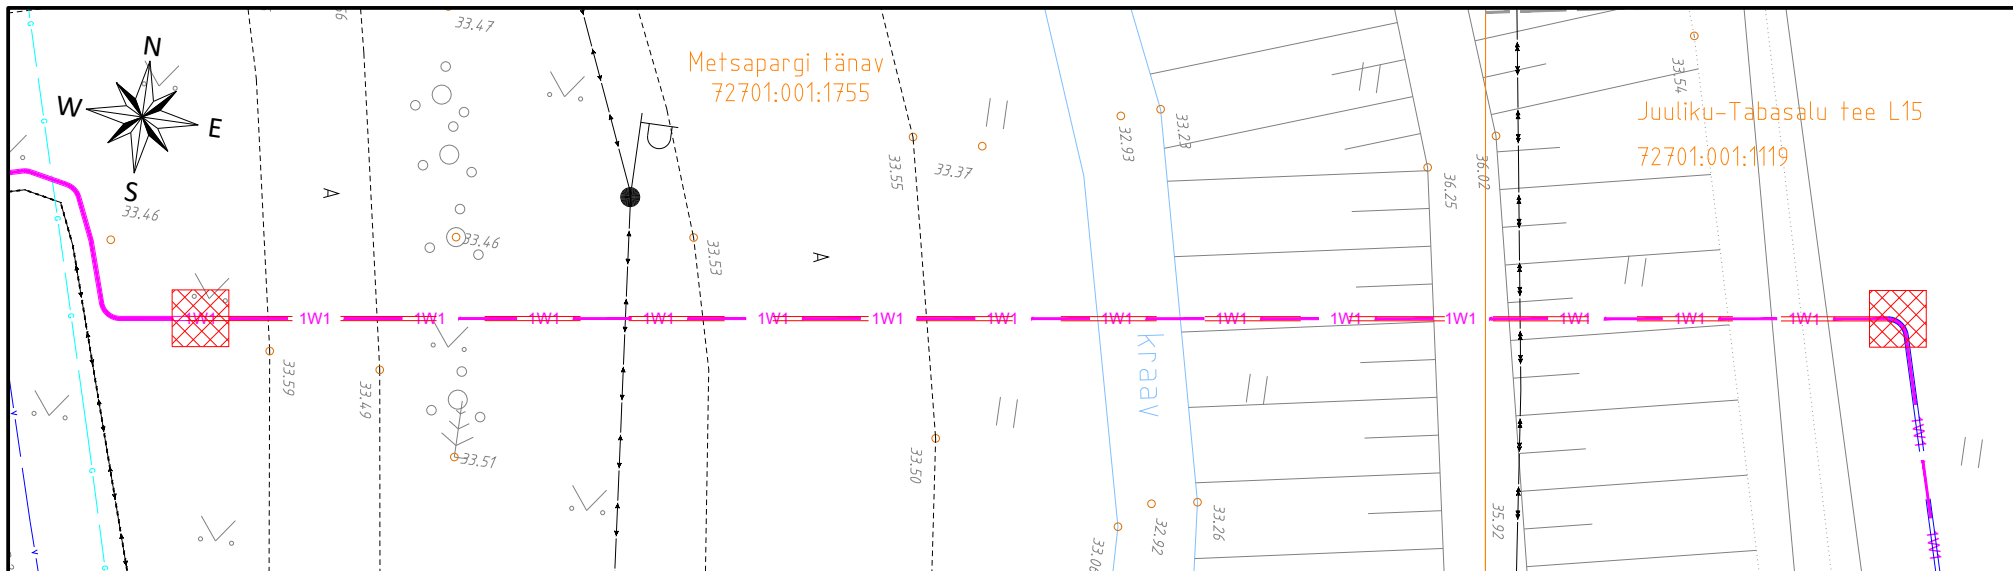 33.47
Metsapargi tänav
72701:001:1755
33.54
Juuliku-Tabasalu tee L15
72701:001:1119
N
W
E
S
G
33.46
A
D
33.55
33.37
32.93
33.23
36.25
36.02
33.46
33.53
A
1W1 1W1 1W1 1W1 1W1 1W1 1W1 1W1 1W1 1W1 1W1 1W1 1W1 1W1 1W1
kraav
33.59
33.49
33.51
33.50
33.06
32.92
33.26
35.92
1W1
1W1
G
G
V
V